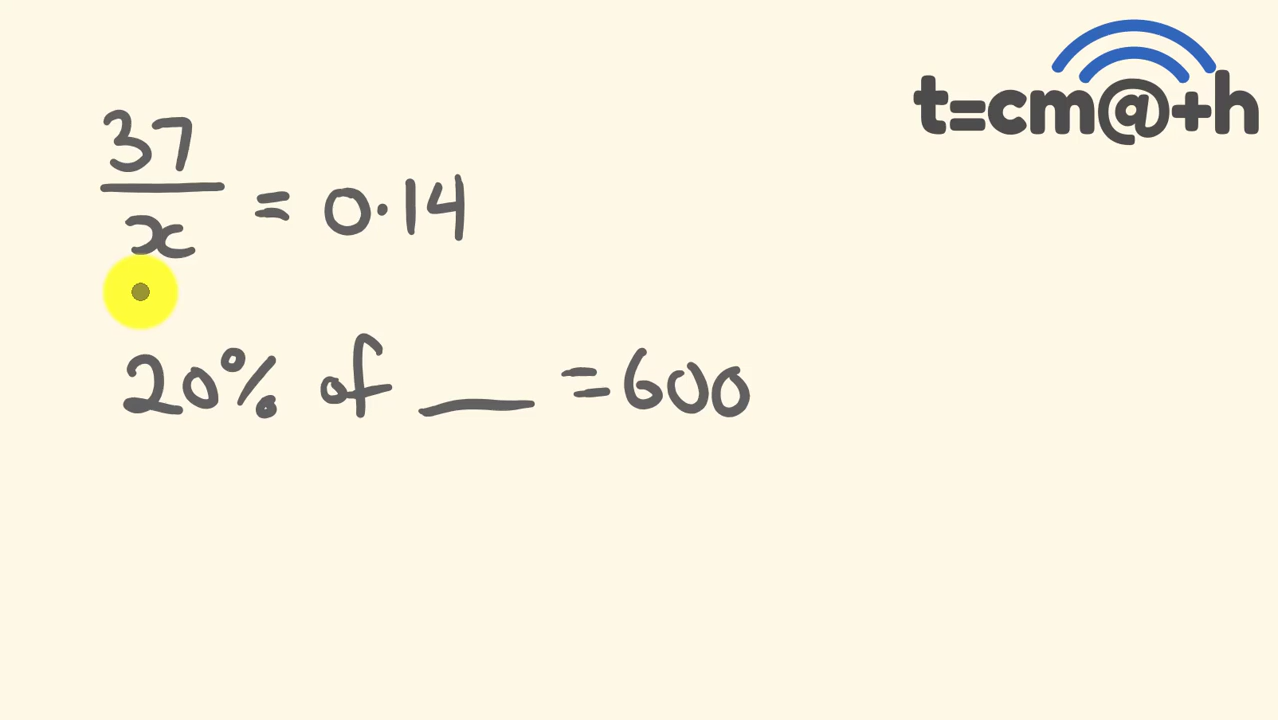 t=cm@+h
37
x
= 0.14
20% of __ = 600